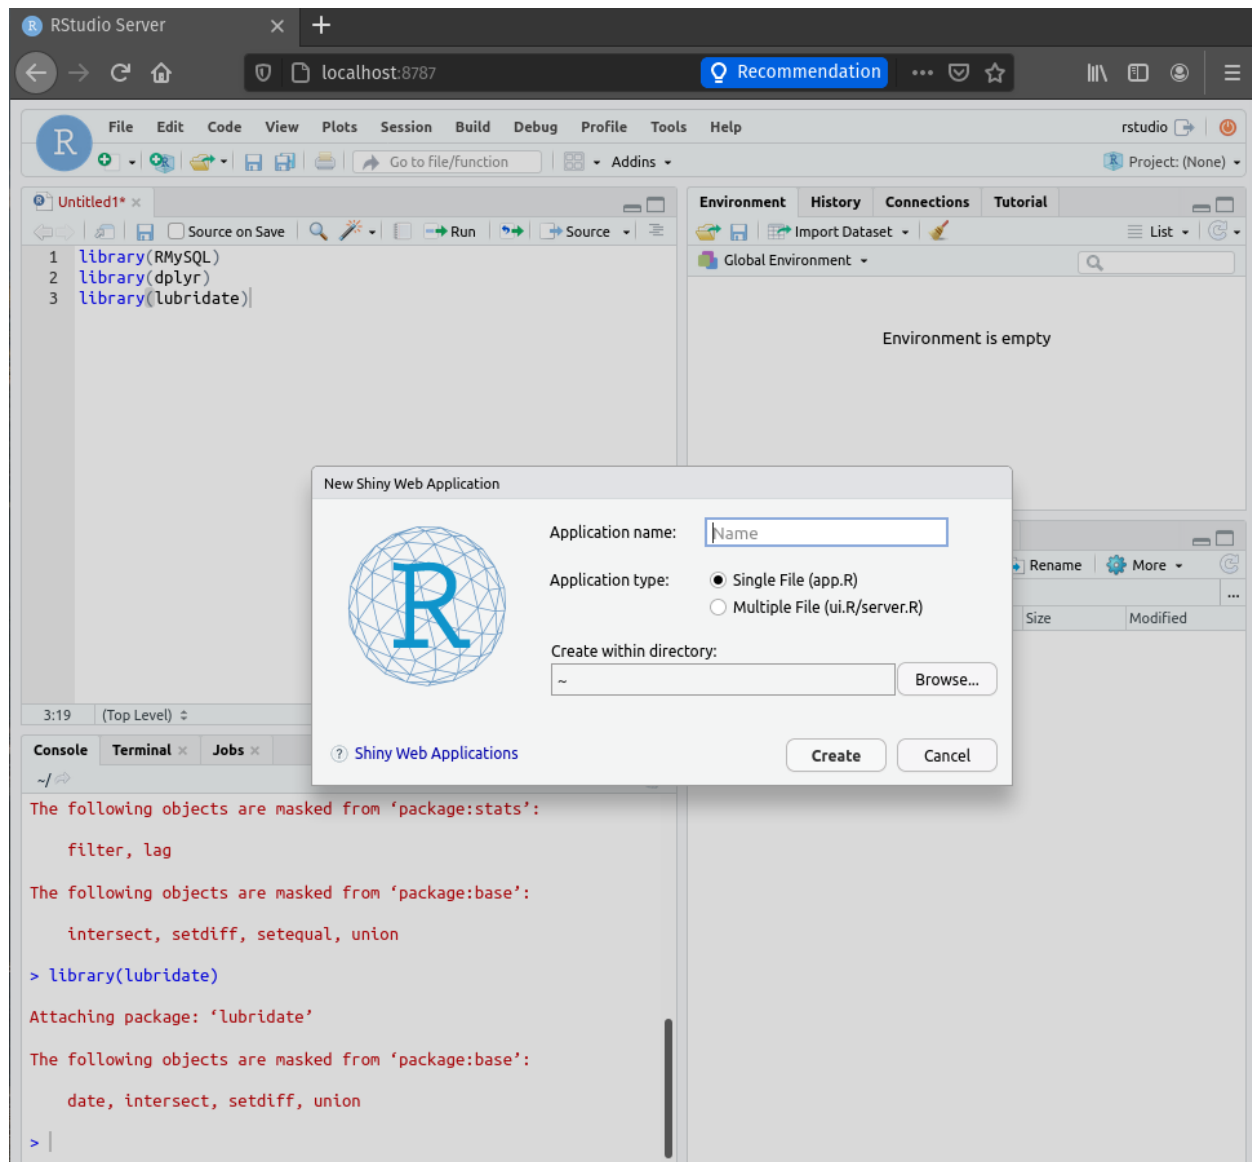 RStudio Server
localhost:8787
Recommendation
File Edit Code View Plots Session Build Debug Profile Tools Help
rstudio
Go to file/function
Addins
Project: (None)
Untitled1*
Source on Save
Run
Source
1 library(RMySQL)
2 library(dplyr)
3 library(lubridate)
3:19 (Top Level)
Environment History Connections Tutorial
Import Dataset
List
Global Environment
Environment is empty
New Shiny Web Application
R
Application name: Name
Application type: Single File (app.R)
Multiple File (ui.R/server.R)
Create within directory:
~
Browse...
? Shiny Web Applications
Create
Cancel
Rename
More
...
Size
Modified
Console Terminal Jobs
~/
The following objects are masked from ‘package:stats’:
filter, lag
The following objects are masked from ‘package:base’:
intersect, setdiff, setequal, union
> library(lubridate)
Attaching package: ‘lubridate’
The following objects are masked from ‘package:base’:
date, intersect, setdiff, union
>